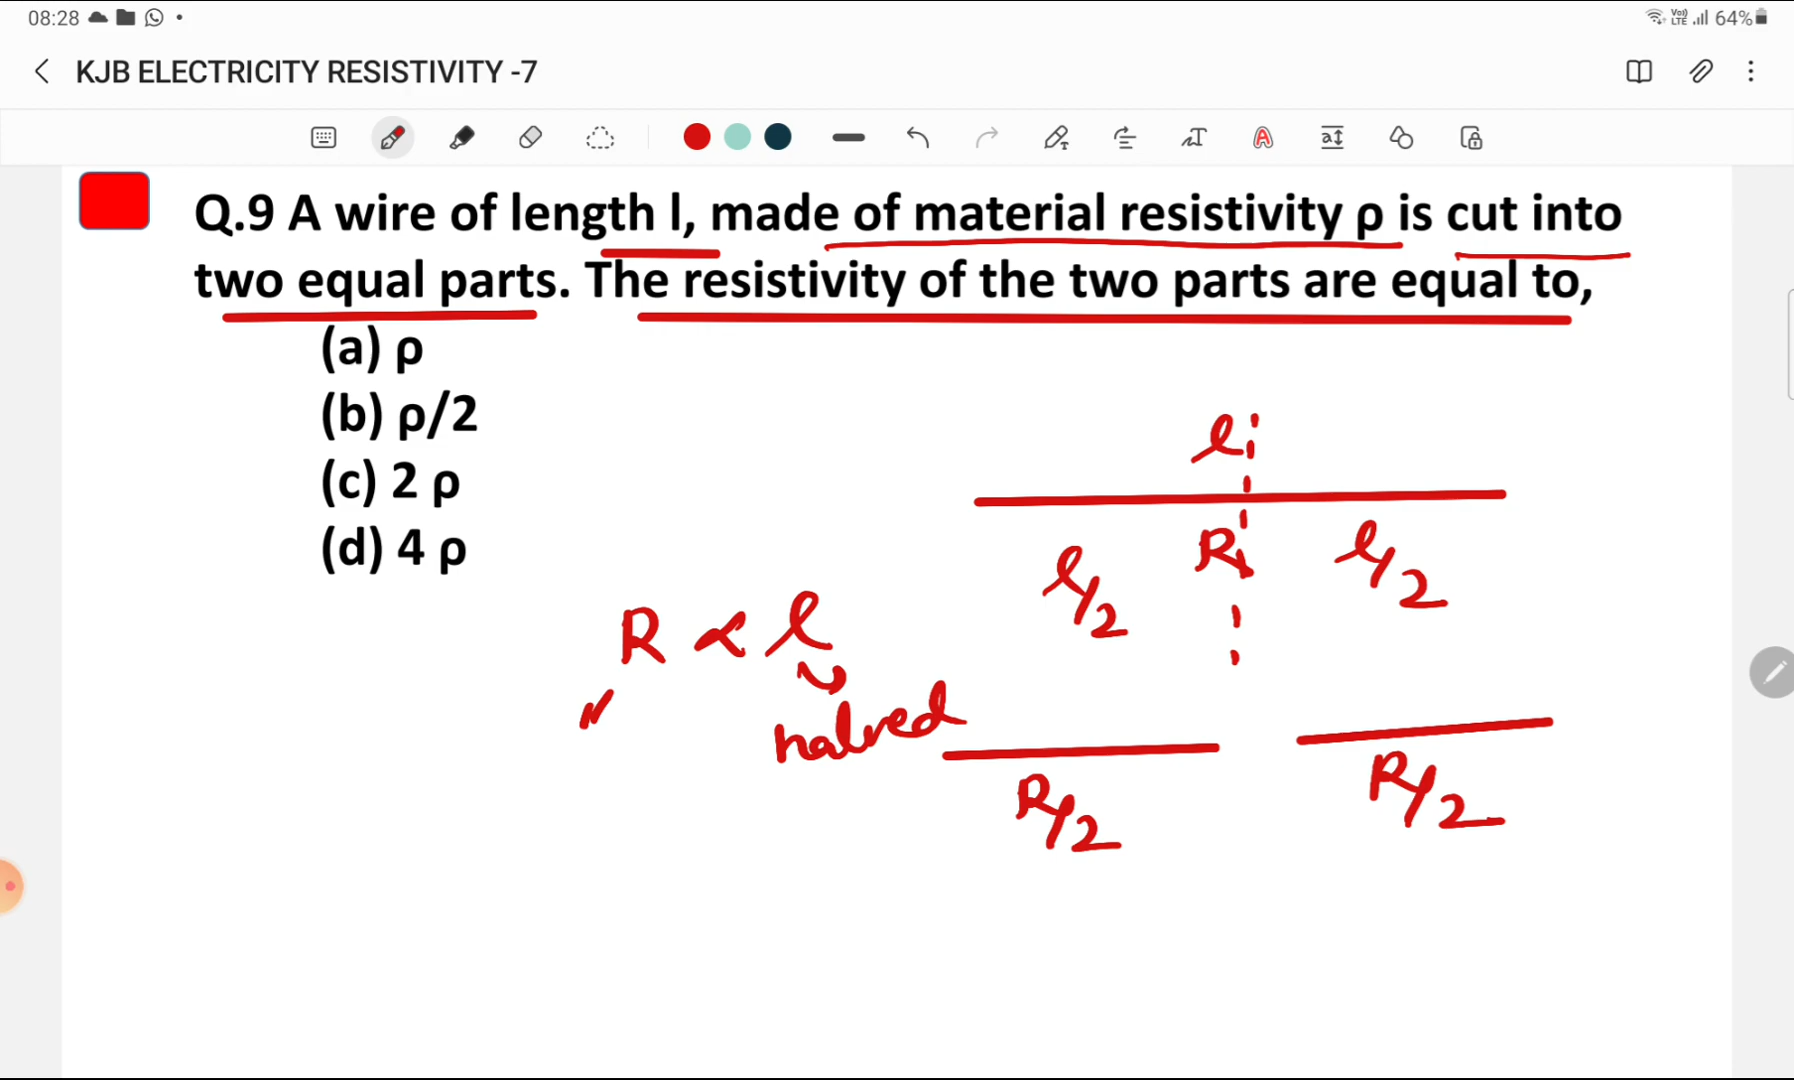 08:28
Vo)) LTE 64%
KJB ELECTRICITY RESISTIVITY -7
Q.9 A wire of length l, made of material resistivity ρ is cut into
two equal parts. The resistivity of the two parts are equal to,
(a) ρ
(b) ρ/2
(c) 2 ρ
(d) 4 ρ
l
R
l/2
l/2
R ∝ l
halved
R/2
R/2